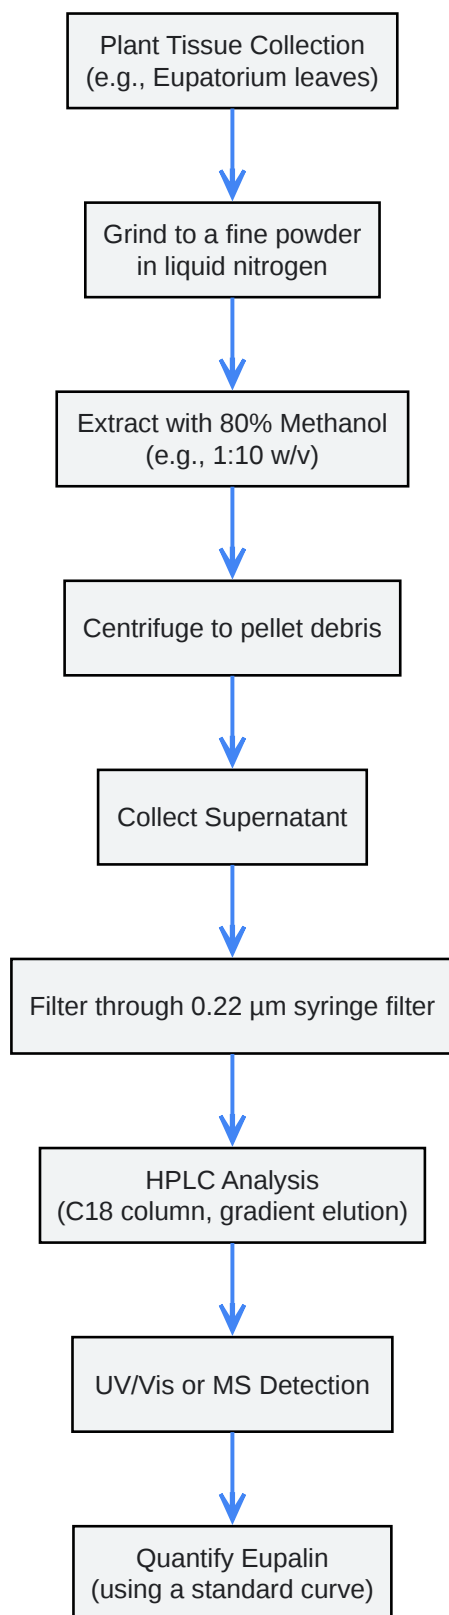 Plant Tissue Collection
(e.g., Eupatorium leaves)
Grind to a fine powder
in liquid nitrogen
Extract with 80% Methanol
(e.g., 1:10 w/v)
Centrifuge to pellet debris
Collect Supernatant
Filter through 0.22 µm syringe filter
HPLC Analysis
(C18 column, gradient elution)
UV/Vis or MS Detection
Quantify Eupalin
(using a standard curve)